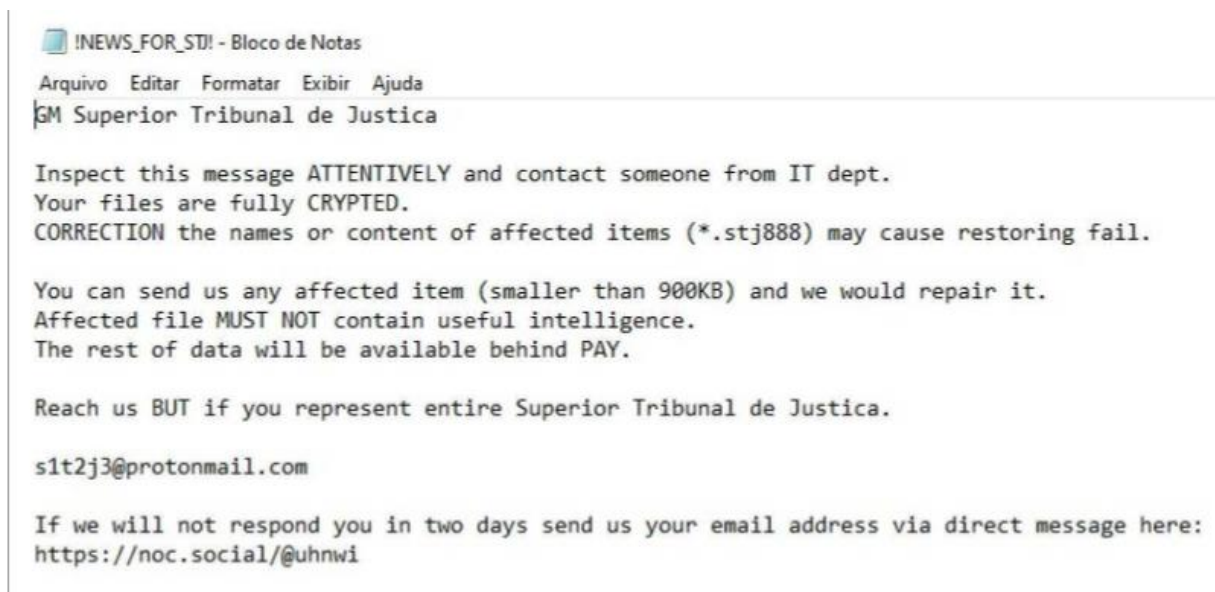 !NEWS_FOR_STJ! - Bloco de Notas
Arquivo Editar Formatar Exibir Ajuda
GM Superior Tribunal de Justica
Inspect this message ATTENTIVELY and contact someone from IT dept.
Your files are fully CRYPTED.
CORRECTION the names or content of affected items (*.stj888) may cause restoring fail.
You can send us any affected item (smaller than 900KB) and we would repair it.
Affected file MUST NOT contain useful intelligence.
The rest of data will be available behind PAY.
Reach us BUT if you represent entire Superior Tribunal de Justica.
s1t2j3@protonmail.com
If we will not respond you in two days send us your email address via direct message here:
https://noc.social/@uhnwi